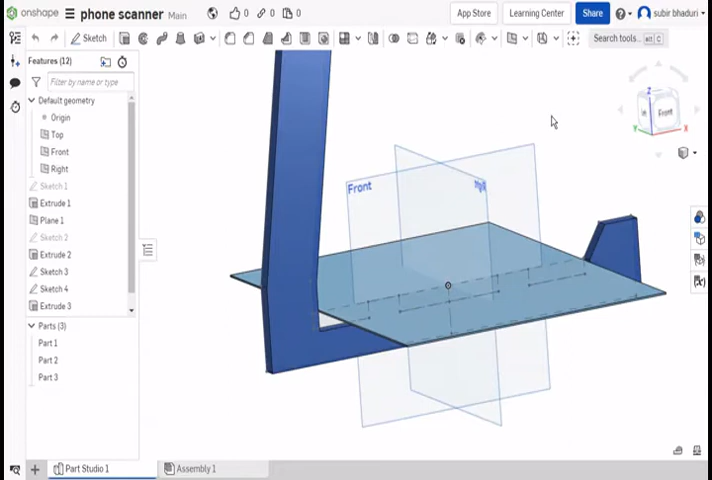 onshape phone scanner Main 0 0 0 App Store Learning Center Share subir bhaduri
Sketch Search tools... alt C
Features (12)
Filter by name or type
Default geometry
Origin
Top
Front
Right
Sketch 1
Extrude 1
Plane 1
Sketch 2
Extrude 2
Sketch 3
Sketch 4
Extrude 3
Parts (3)
Part 1
Part 2
Part 3
Front
Z
Front
Y X
Part Studio 1 Assembly 1